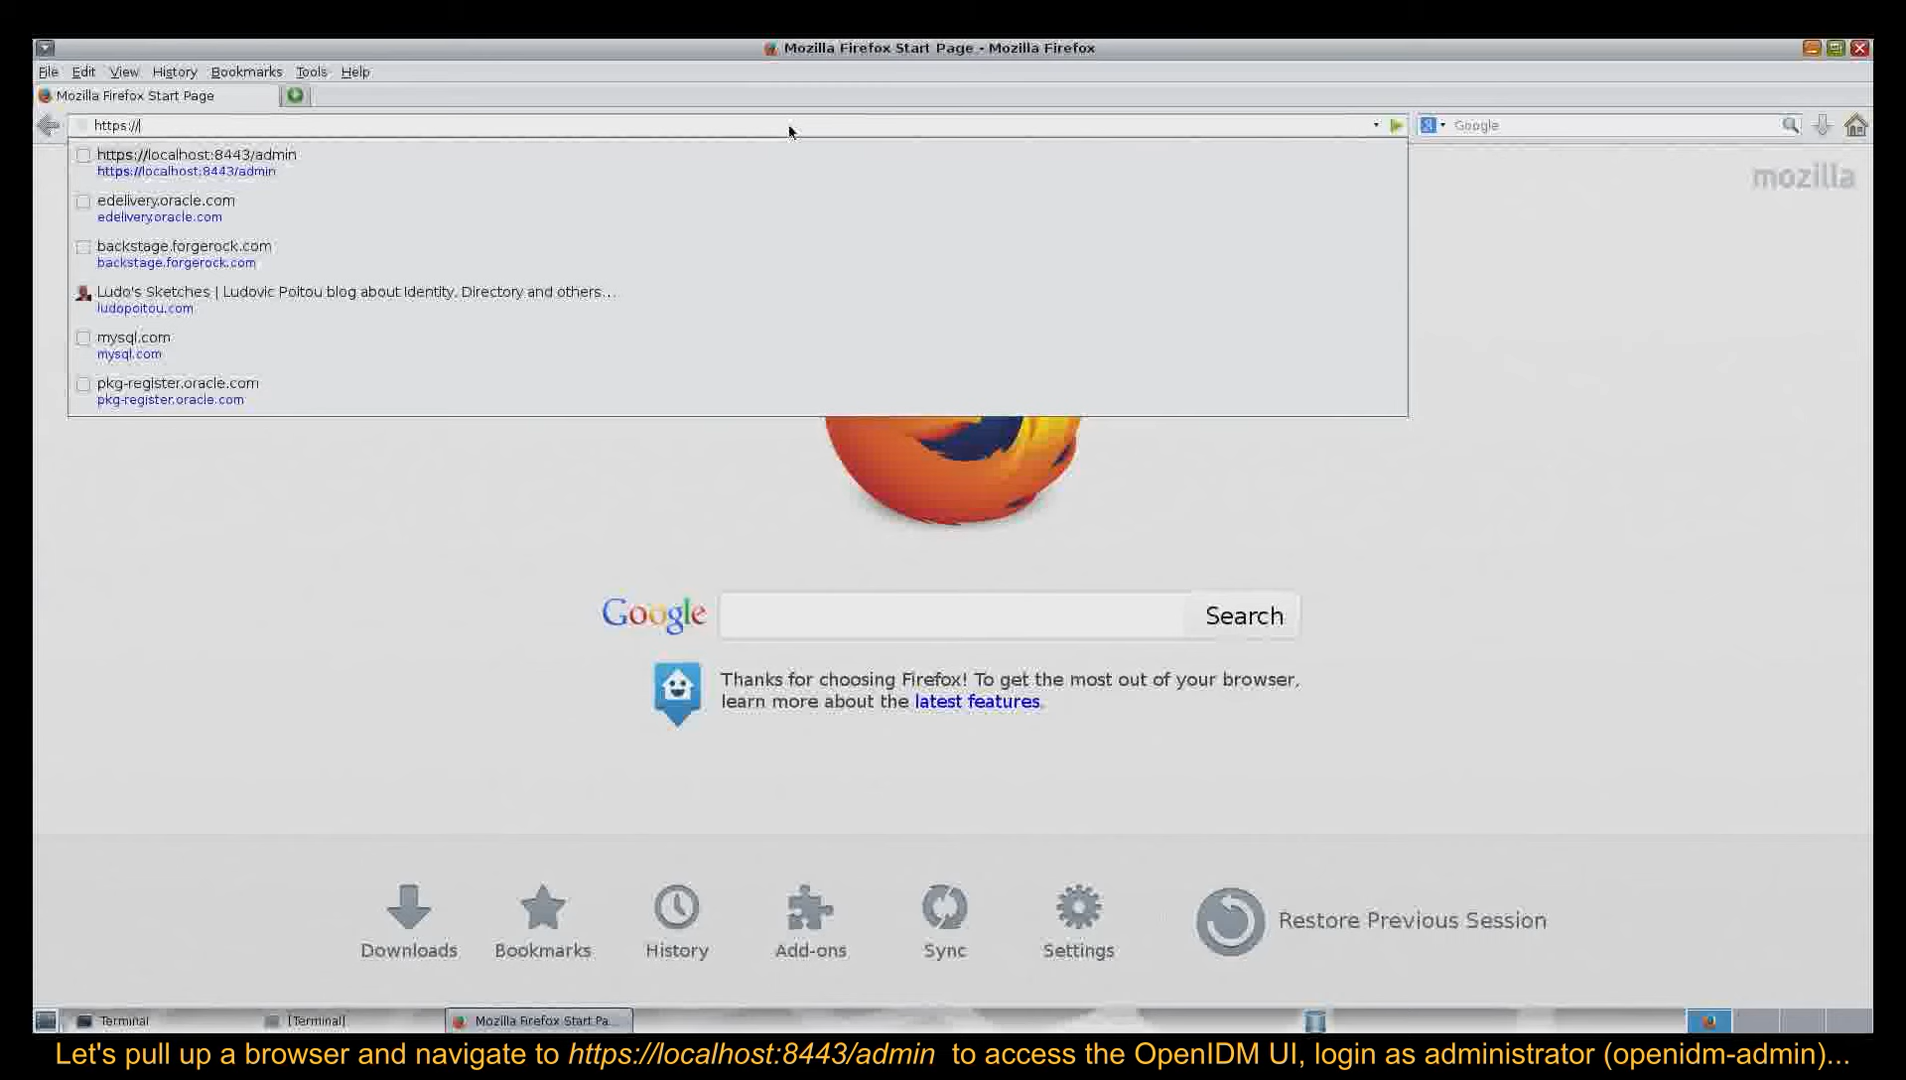 Mozilla Firefox Start Page - Mozilla Firefox
File Edit View History Bookmarks Tools Help
Mozilla Firefox Start Page
https://
Google
https://localhost:8443/admin
https://localhost:8443/admin
edelivery.oracle.com
edelivery.oracle.com
backstage.forgerock.com
backstage.forgerock.com
Ludo's Sketches | Ludovic Poitou blog about Identity, Directory and others...
ludopoitou.com
mysql.com
mysql.com
pkg-register.oracle.com
pkg-register.oracle.com
mozilla
Google Search
Thanks for choosing Firefox! To get the most out of your browser,
learn more about the latest features.
Downloads Bookmarks History Add-ons Sync Settings Restore Previous Session
Terminal [Terminal] Mozilla Firefox Start Pa...
Let's pull up a browser and navigate to https://localhost:8443/admin to access the OpenIDM UI, login as administrator (openidm-admin)...